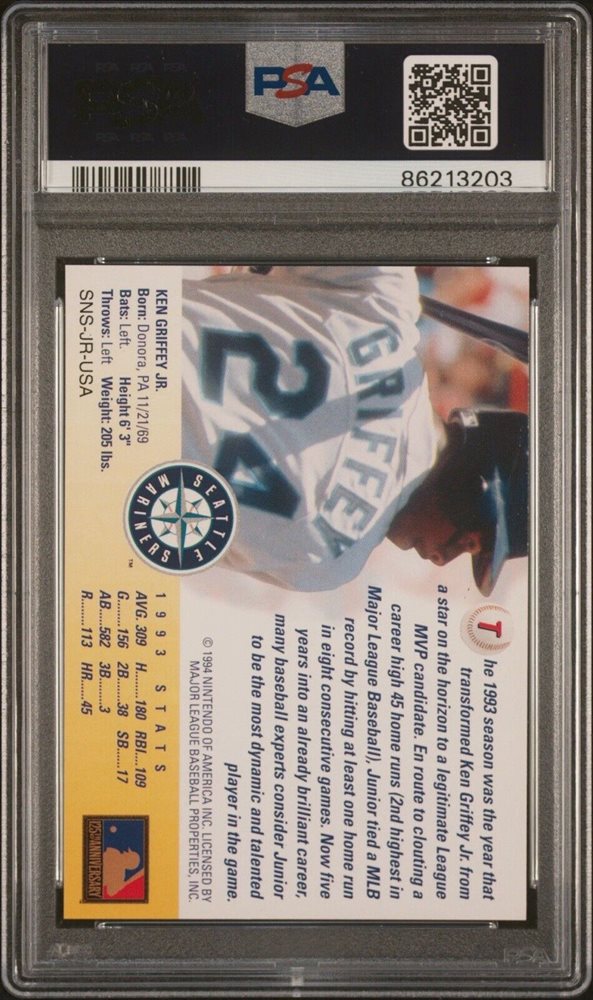 PSA
86213203
GRIFFEY
24
The 1993 season was the year that
transformed Ken Griffey Jr. from
a star on the horizon to a legitimate League
MVP candidate. En route to clouting a
career high 45 home runs (2nd highest in
Major League Baseball), Junior tied a MLB
record by hitting at least one home run
in eight consecutive games. Now five
years into an already brilliant career,
many baseball experts consider Junior
to be the most dynamic and talented
player in the game.
© 1994 NINTENDO OF AMERICA INC. LICENSED BY
MAJOR LEAGUE BASEBALL PROPERTIES, INC.
KEN GRIFFEY JR.
Born: Donora, PA 11/21/69
Bats: Left Height 6' 3"
Throws: Left Weight: 205 lbs.
SNS-JR-USA
SEATTLE
MARINERS
™
1993 STATS
AVG. 309 H.......180 RBI....109
G.......156 2B......38 SB......17
AB....582 3B......3
R........113 HR.....45
125TH ANNIVERSARY
PSA